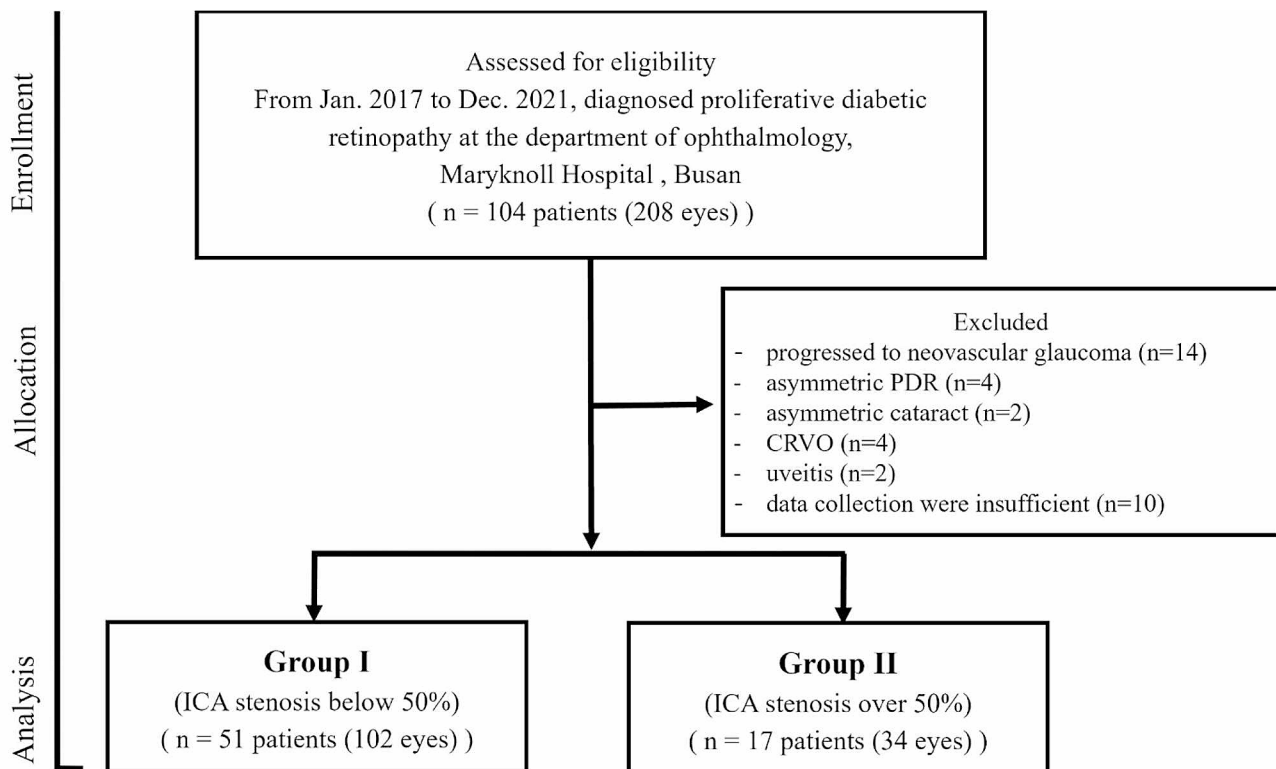 Enrollment
Assessed for eligibility
From Jan. 2017 to Dec. 2021, diagnosed proliferative diabetic
retinopathy at the department of ophthalmology,
Maryknoll Hospital , Busan
( n = 104 patients (208 eyes) )
Allocation
Excluded
- progressed to neovascular glaucoma (n=14)
- asymmetric PDR (n=4)
- asymmetric cataract (n=2)
- CRVO (n=4)
- uveitis (n=2)
- data collection were insufficient (n=10)
Analysis
Group I
(ICA stenosis below 50%)
( n = 51 patients (102 eyes) )
Group II
(ICA stenosis over 50%)
( n = 17 patients (34 eyes) )